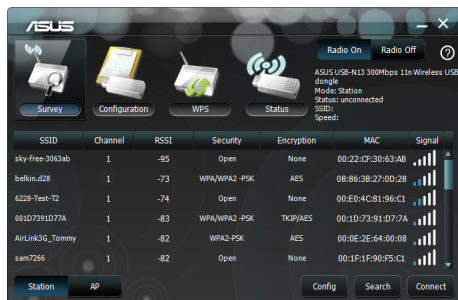 ASUS
Radio On Radio Off
?
ASUS USB-N13 300Mbps 11n Wireless USB
dongle
Mode: Station
Status: unconnected
SSID:
Speed:
Survey Configuration WPS Status
SSID Channel RSSI Security Encryption MAC Signal
sky-free-3063ab 1 -95 Open None 00:22:CF:30:63:AB
belkin.d28 1 -73 WPA/WPA2 -PSK AES 08:86:3B:27:0D:28
6228-Test-T2 1 -74 Open None 00:E0:4C:81:96:C1
001D7391D77A 1 -83 WPA/WPA2 -PSK TKIP/AES 00:1D:73:91:D7:7A
AirLink3G_Tommy 1 -82 WPA2-PSK AES 00:0E:2E:64:00:08
sam7266 1 -82 Open None 00:1F:1F:90:F5:C1
Station AP Config Search Connect